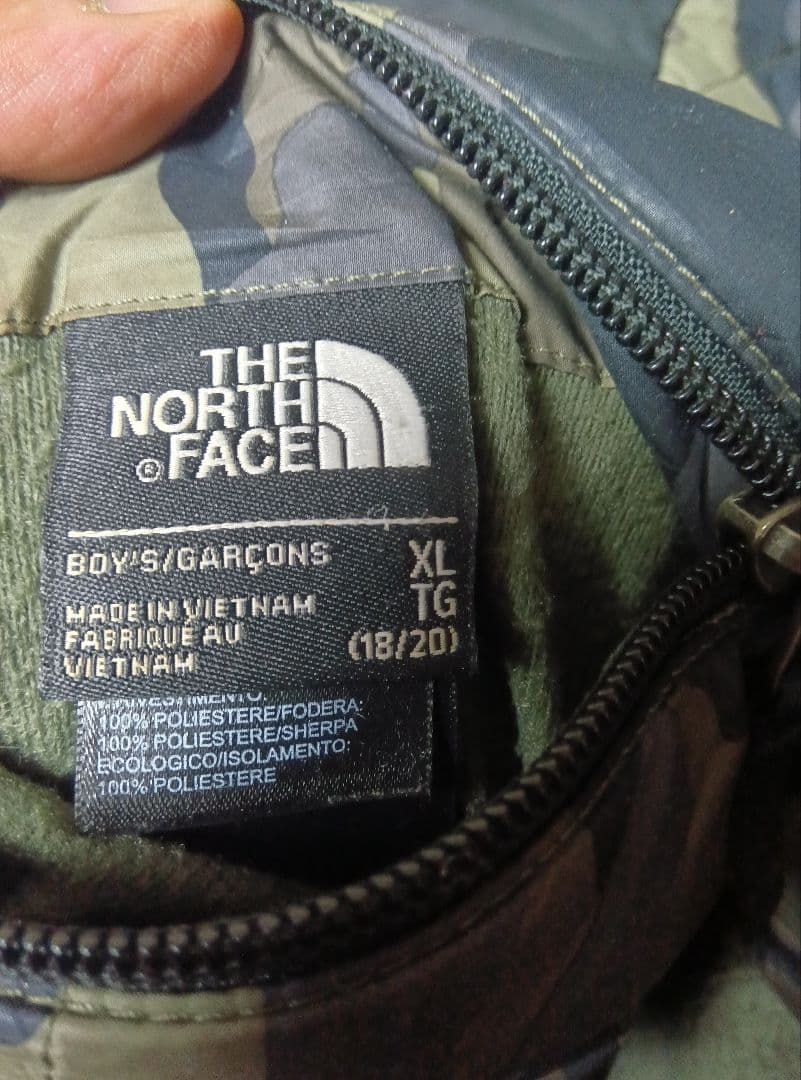 THE
NORTH
® FACE
BOY'S/GARÇONS XL
MADE IN VIETNAM TG
FABRIQUÉ AU (18/20)
VIETNAM
100% POLIESTERE/FODERA:
100% POLIESTERE/SHERPA
ECOLOGICO/ISOLAMENTO:
100% POLIESTERE